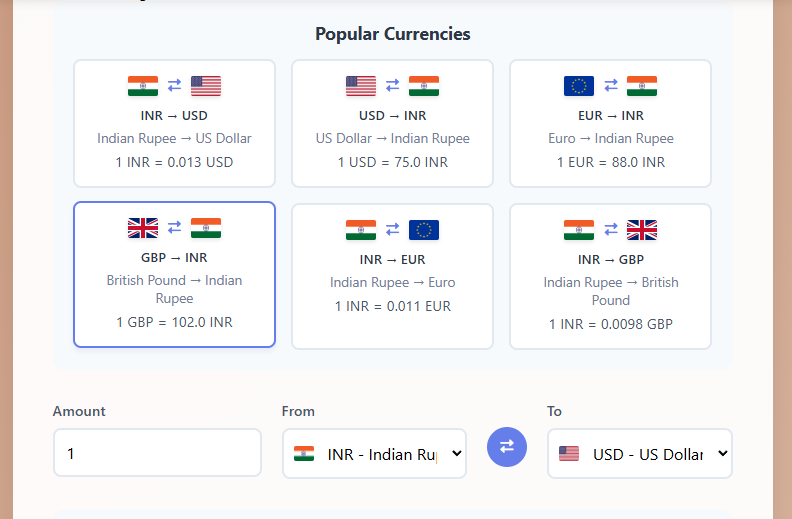 Popular Currencies
INR → USD
Indian Rupee → US Dollar
1 INR = 0.013 USD
USD → INR
US Dollar → Indian Rupee
1 USD = 75.0 INR
EUR → INR
Euro → Indian Rupee
1 EUR = 88.0 INR
GBP → INR
British Pound → Indian
Rupee
1 GBP = 102.0 INR
INR → EUR
Indian Rupee → Euro
1 INR = 0.011 EUR
INR → GBP
Indian Rupee → British
Pound
1 INR = 0.0098 GBP
Amount
From
To
1
INR - Indian Ru
USD - US Dollar